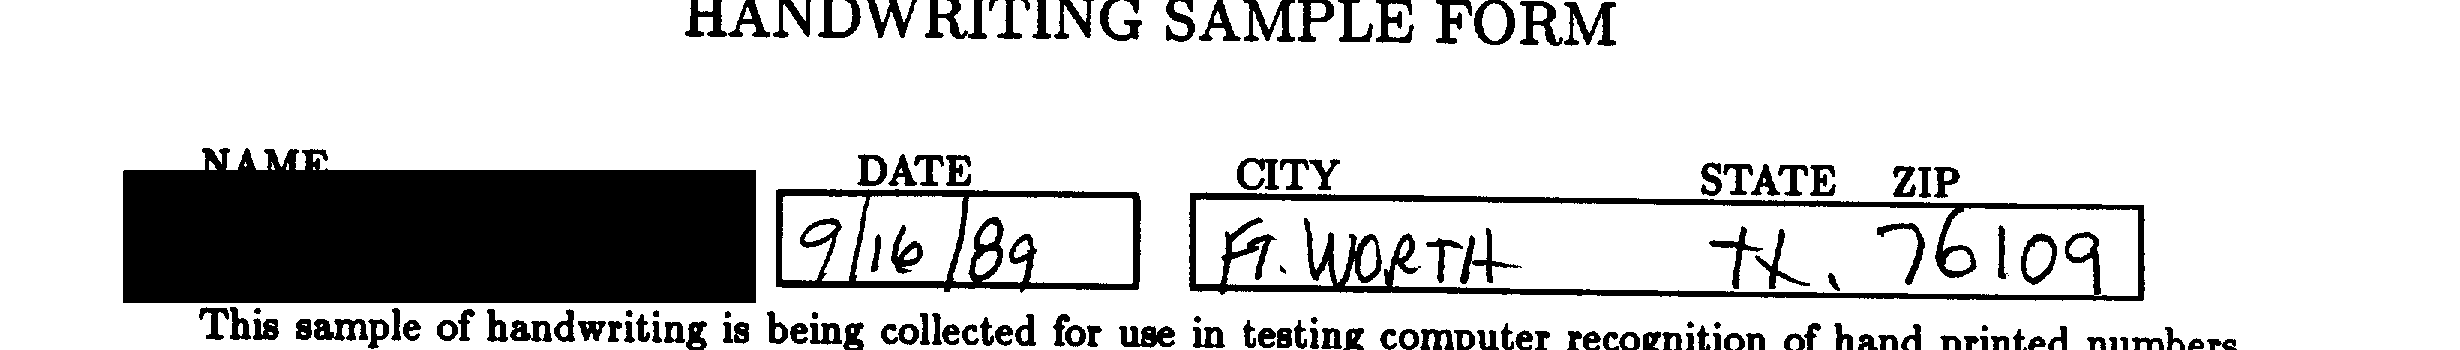 HANDWRITING SAMPLE FORM
NAME DATE CITY STATE ZIP
9/16/89 FT. WORTH TX. 76109
This sample of handwriting is being collected for use in testing computer recognition of hand printed numbers